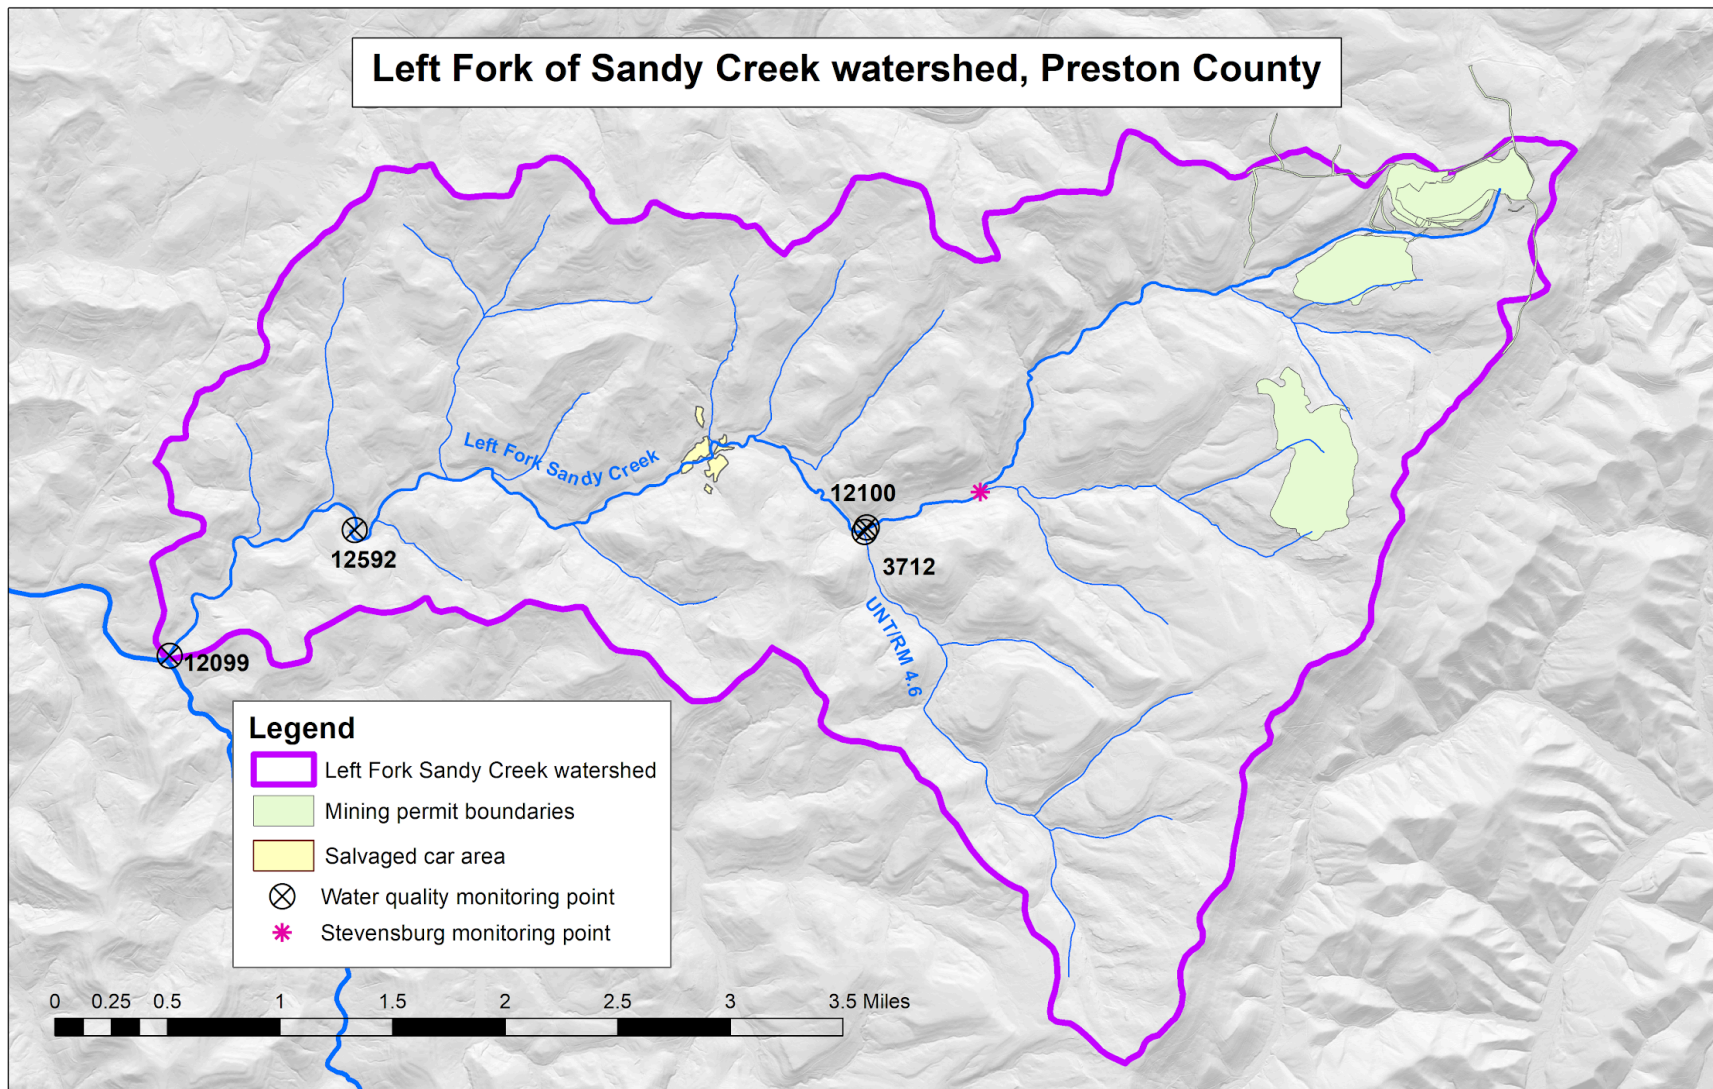 Left Fork of Sandy Creek watershed, Preston County
Left Fork Sandy Creek
12100
3712
12592
12099
UNT/RM 4.6
Legend
Left Fork Sandy Creek watershed
Mining permit boundaries
Salvaged car area
Water quality monitoring point
Stevensburg monitoring point
0 0.25 0.5 1 1.5 2 2.5 3 3.5 Miles